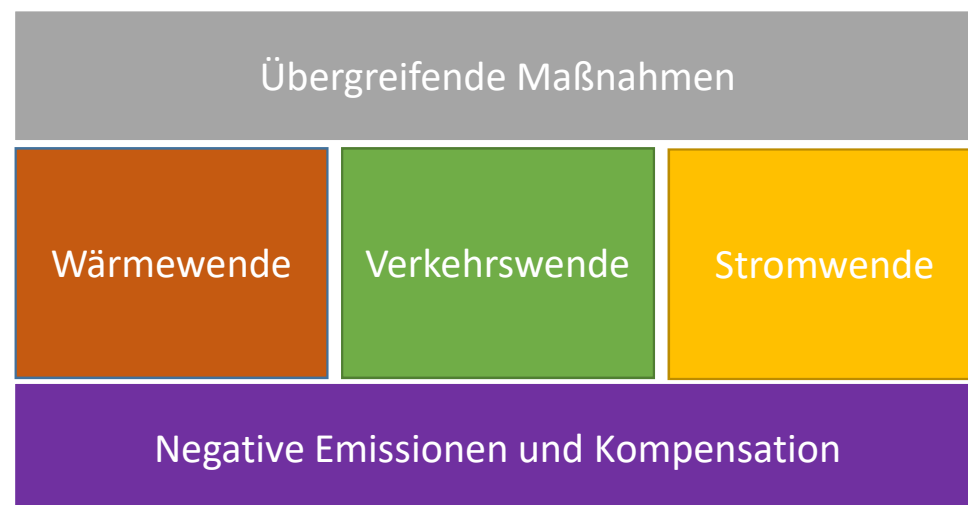 Übergreifende Maßnahmen
Wärmewende
Verkehrswende
Stromwende
Negative Emissionen und Kompensation